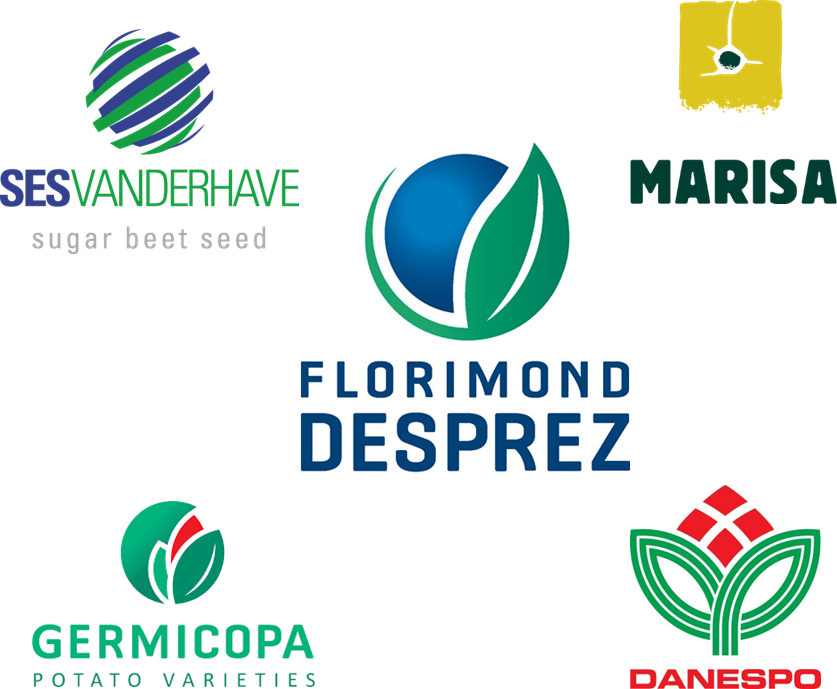 SESVANDERHAVE
sugar beet seed
MARISA
FLORIMOND
DESPREZ
GERMICOPA
POTATO VARIETIES
DANESPO